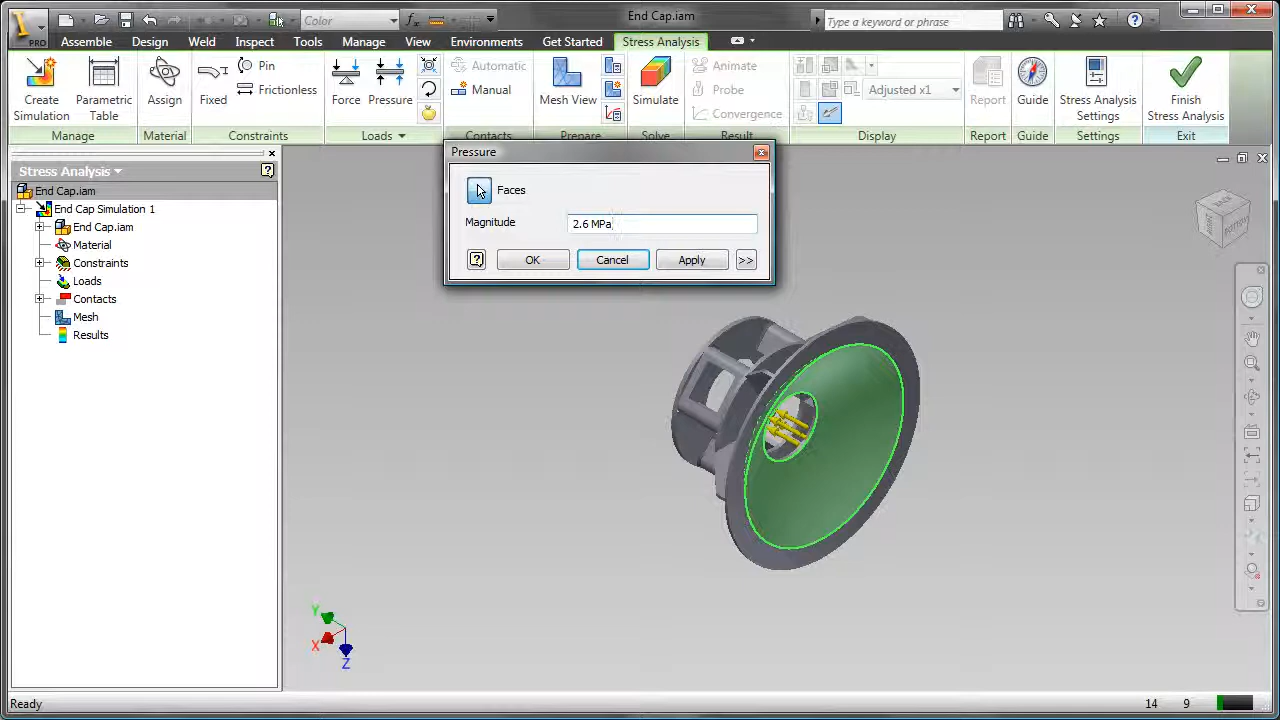 End Cap.iam
Color
Type a keyword or phrase
PRO
Assemble Design Weld Inspect Tools Manage View Environments Get Started Stress Analysis
Create Simulation
Parametric Table
Assign
Fixed
Pin
Frictionless
Force
Pressure
Automatic
Manual
Mesh View
Simulate
Animate
Probe
Convergence
Adjusted x1
Report
Guide
Stress Analysis Settings
Finish Stress Analysis
Manage Material Constraints Loads Contacts Prepare Solve Result Display Report Guide Settings Exit
Stress Analysis
End Cap.iam
End Cap Simulation 1
End Cap.iam
Material
Constraints
Loads
Contacts
Mesh
Results
Pressure
Faces
Magnitude
2.6 MPa
OK
Cancel
Apply
>>
BOTTOM
Y
X
Z
Ready
14 9